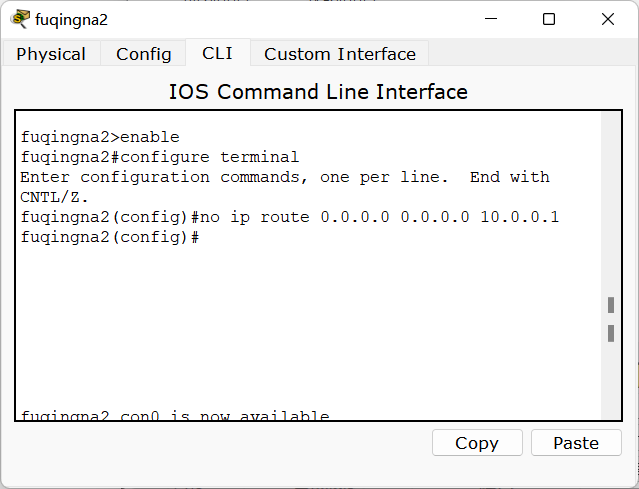 fuqingna2
Physical Config CLI Custom Interface
IOS Command Line Interface
fuqingna2>enable
fuqingna2#configure terminal
Enter configuration commands, one per line.  End with
CNTL/Z.
fuqingna2(config)#no ip route 0.0.0.0 0.0.0.0 10.0.0.1
fuqingna2(config)#
fuqingna2 con0 is now available
Copy Paste